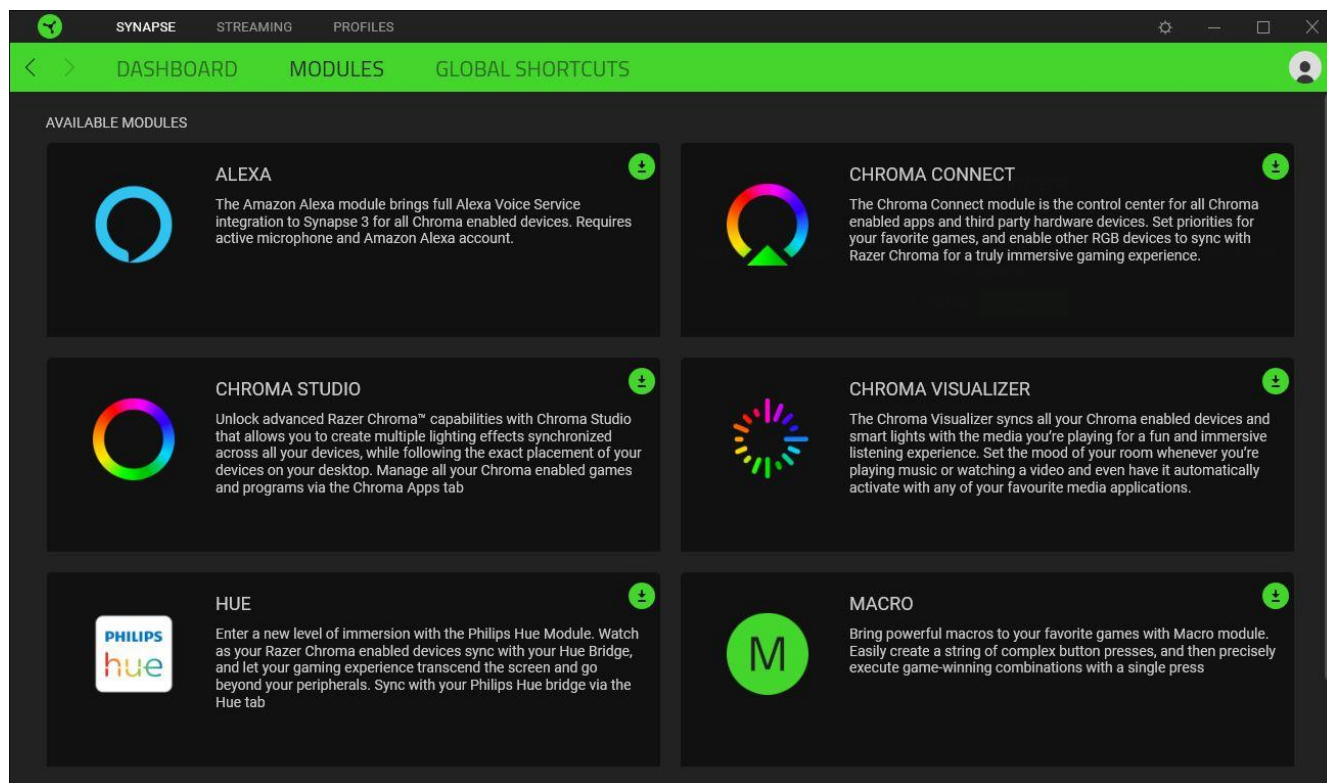 SYNAPSE STREAMING PROFILES
DASHBOARD MODULES GLOBAL SHORTCUTS
AVAILABLE MODULES
ALEXA
The Amazon Alexa module brings full Alexa Voice Service
integration to Synapse 3 for all Chroma enabled devices. Requires
active microphone and Amazon Alexa account.
CHROMA CONNECT
The Chroma Connect module is the control center for all Chroma
enabled apps and third party hardware devices. Set priorities for
your favorite games, and enable other RGB devices to sync with
Razer Chroma for a truly immersive gaming experience.
CHROMA STUDIO
Unlock advanced Razer Chroma™ capabilities with Chroma Studio
that allows you to create multiple lighting effects synchronized
across all your devices, while following the exact placement of your
devices on your desktop. Manage all your Chroma enabled games
and programs via the Chroma Apps tab
CHROMA VISUALIZER
The Chroma Visualizer syncs all your Chroma enabled devices and
smart lights with the media you're playing for a fun and immersive
listening experience. Set the mood of your room whenever you're
playing music or watching a video and even have it automatically
activate with any of your favourite media applications.
PHILIPS
hue
HUE
Enter a new level of immersion with the Philips Hue Module. Watch
as your Razer Chroma enabled devices sync with your Hue Bridge,
and let your gaming experience transcend the screen and go
beyond your peripherals. Sync with your Philips Hue bridge via the
Hue tab
M
MACRO
Bring powerful macros to your favorite games with Macro module.
Easily create a string of complex button presses, and then precisely
execute game-winning combinations with a single press